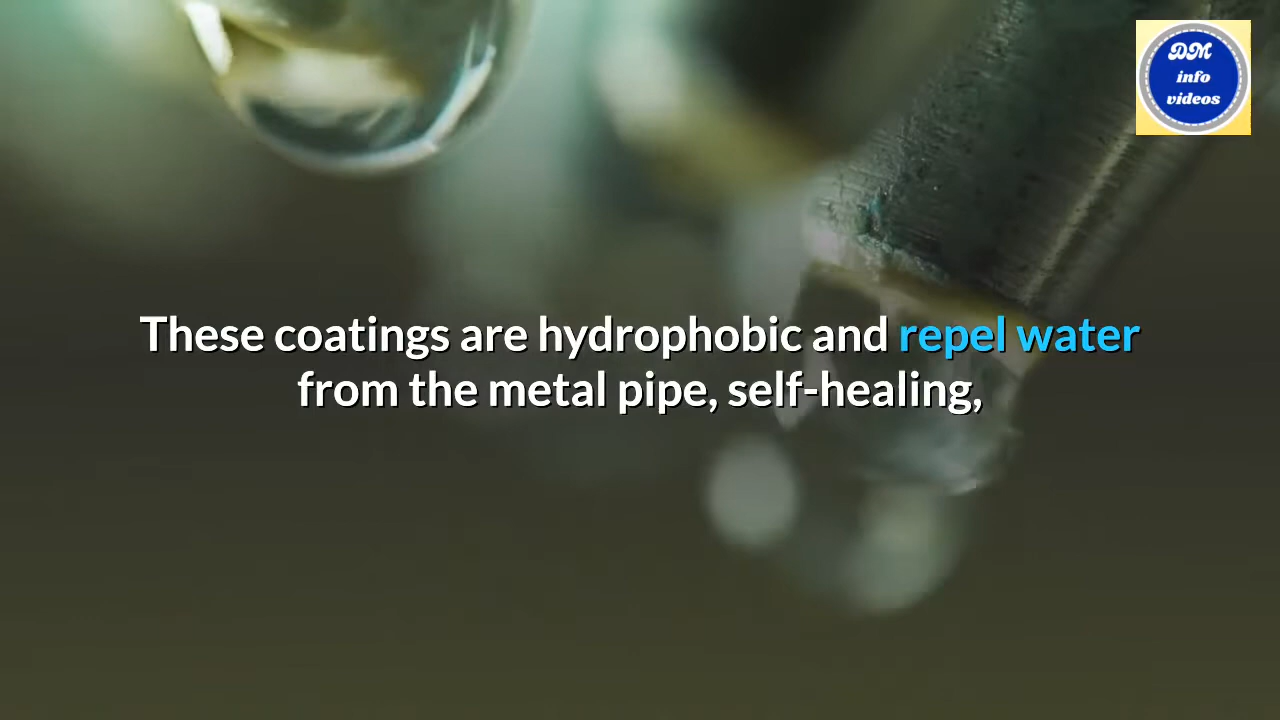 DM
info
videos
These coatings are hydrophobic and repel water
from the metal pipe, self-healing,